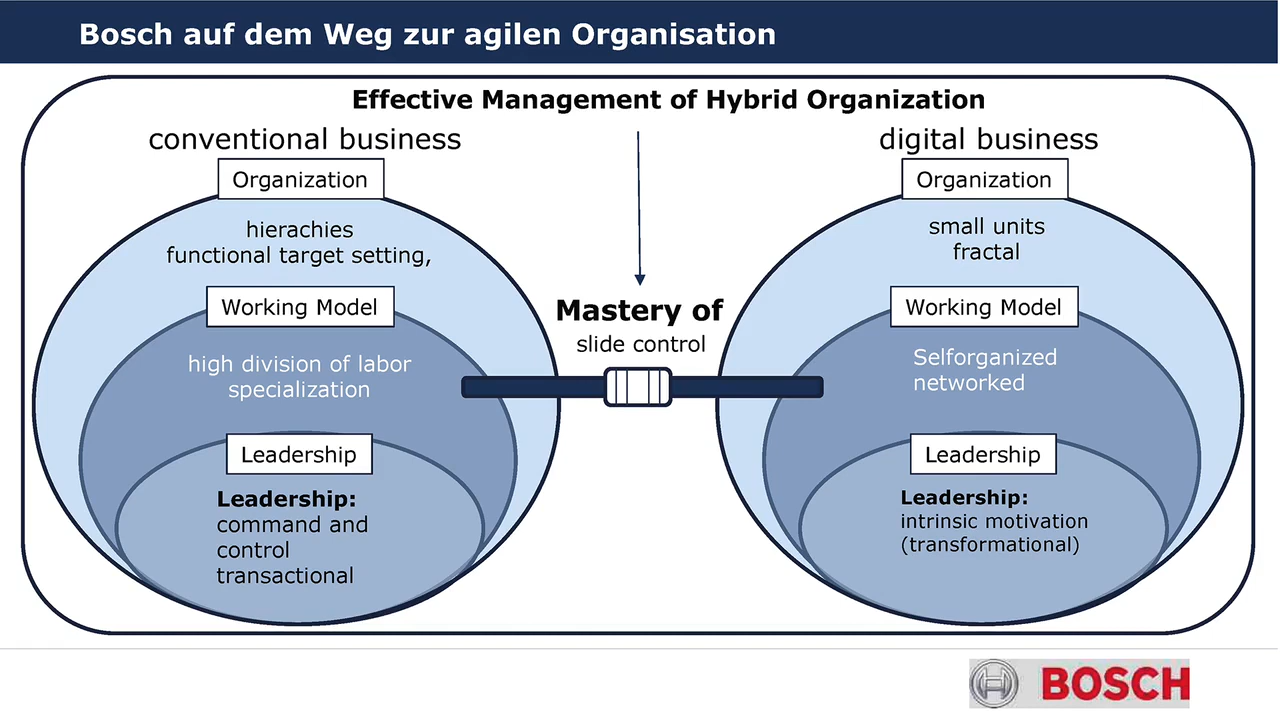 Bosch auf dem Weg zur agilen Organisation
Effective Management of Hybrid Organization
conventional business
Organization
hierachies
functional target setting,
Working Model
high division of labor
specialization
Leadership
Leadership:
command and
control
transactional
Mastery of
slide control
digital business
Organization
small units
fractal
Working Model
Selforganized
networked
Leadership
Leadership:
intrinsic motivation
(transformational)
BOSCH